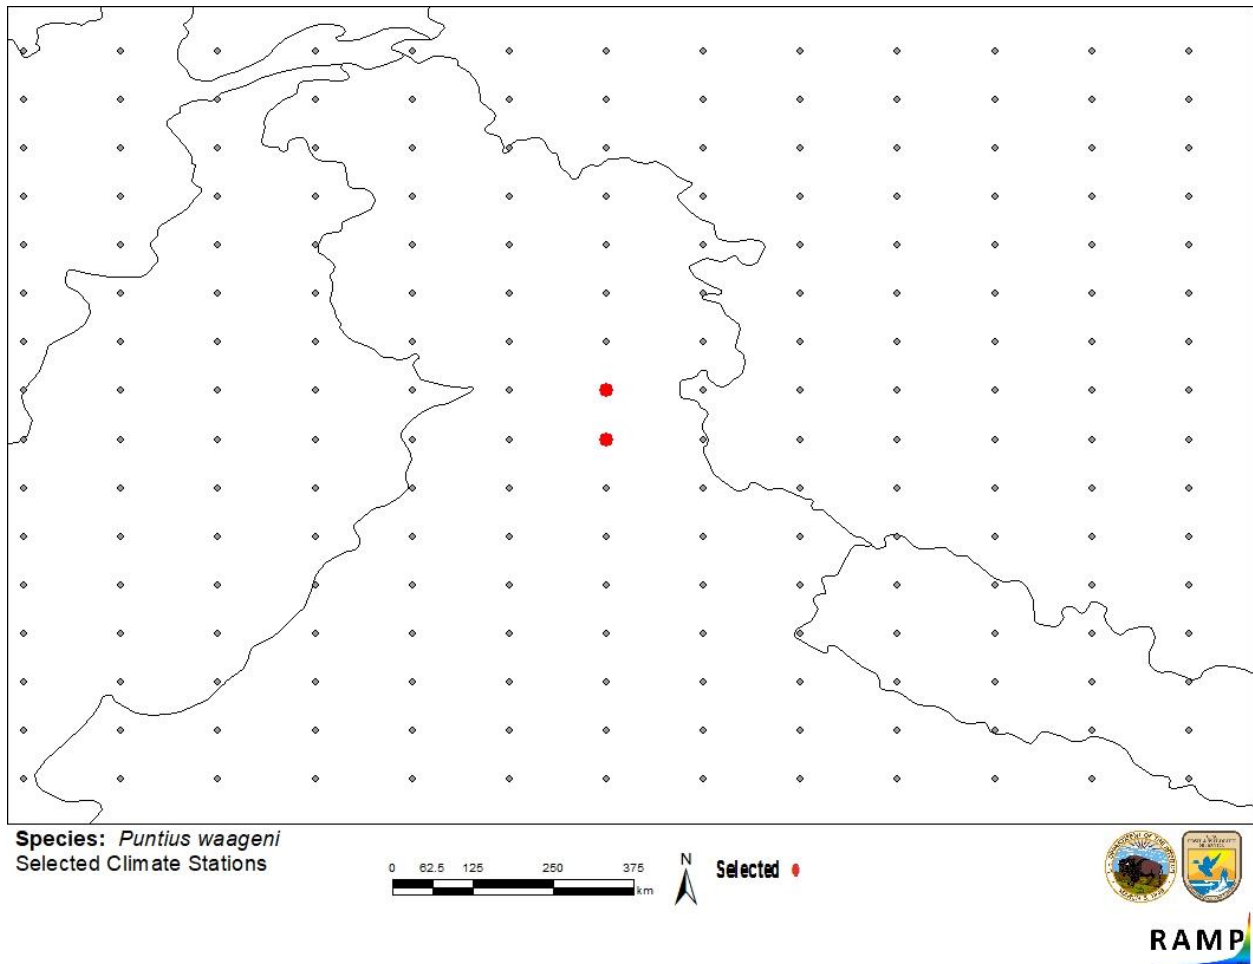 Species: Puntius waageni
Selected Climate Stations
0 62.5 125 250 375
km
N
Selected
RAMP